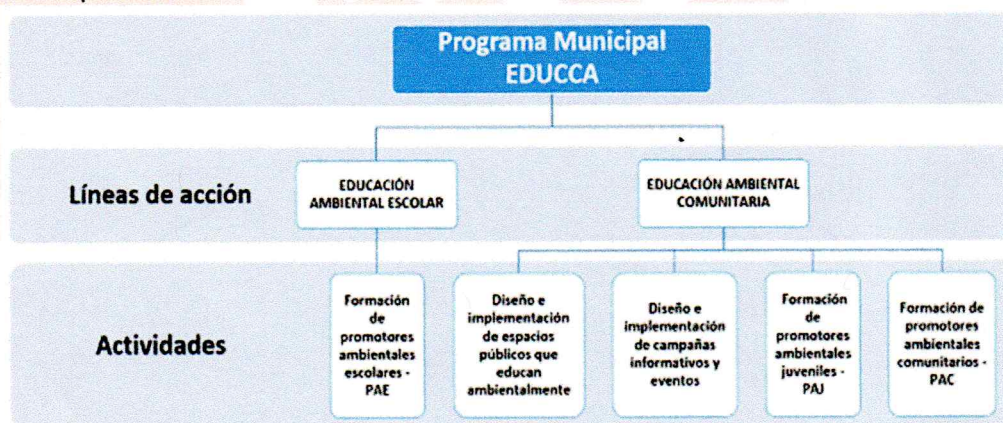 Programa Municipal
EDUCCA
Líneas de acción
EDUCACIÓN
AMBIENTAL ESCOLAR
EDUCACIÓN AMBIENTAL
COMUNITARIA
Actividades
Formación
de
promotores
ambientales
escolares -
PAE
Diseño e
implementación
de espacios
públicos que
educan
ambientalmente
Diseño e
implementación
de campañas
informativos y
eventos
Formación
de
promotores
ambientales
juveniles -
PAJ
Formación de
promotores
ambientales
comunitarios -
PAC